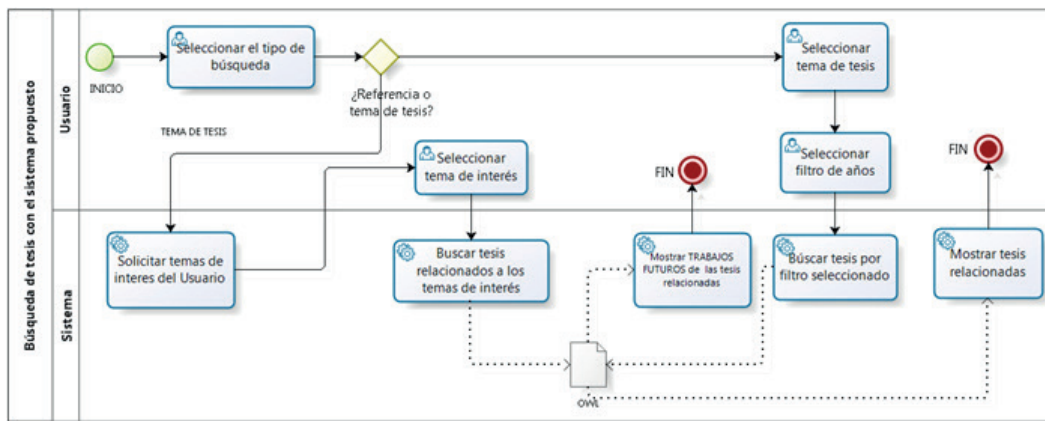 Búsqueda de tesis con el sistema propuesto
Usuario
INICIO
Seleccionar el tipo de
búsqueda
¿Referencia o
tema de tesis?
TEMA DE TESIS
Seleccionar
tema de interés
Seleccionar
tema de tesis
Seleccionar
filtro de años
FIN
FIN
Sistema
Solicitar temas de
interes del Usuario
Buscar tesis
relacionados a los
temas de interés
Mostrar TRABAJOS
FUTUROS de las tesis
relacionadas
Búscar tesis por
filtro seleccionado
Mostrar tesis
relacionadas
OWL